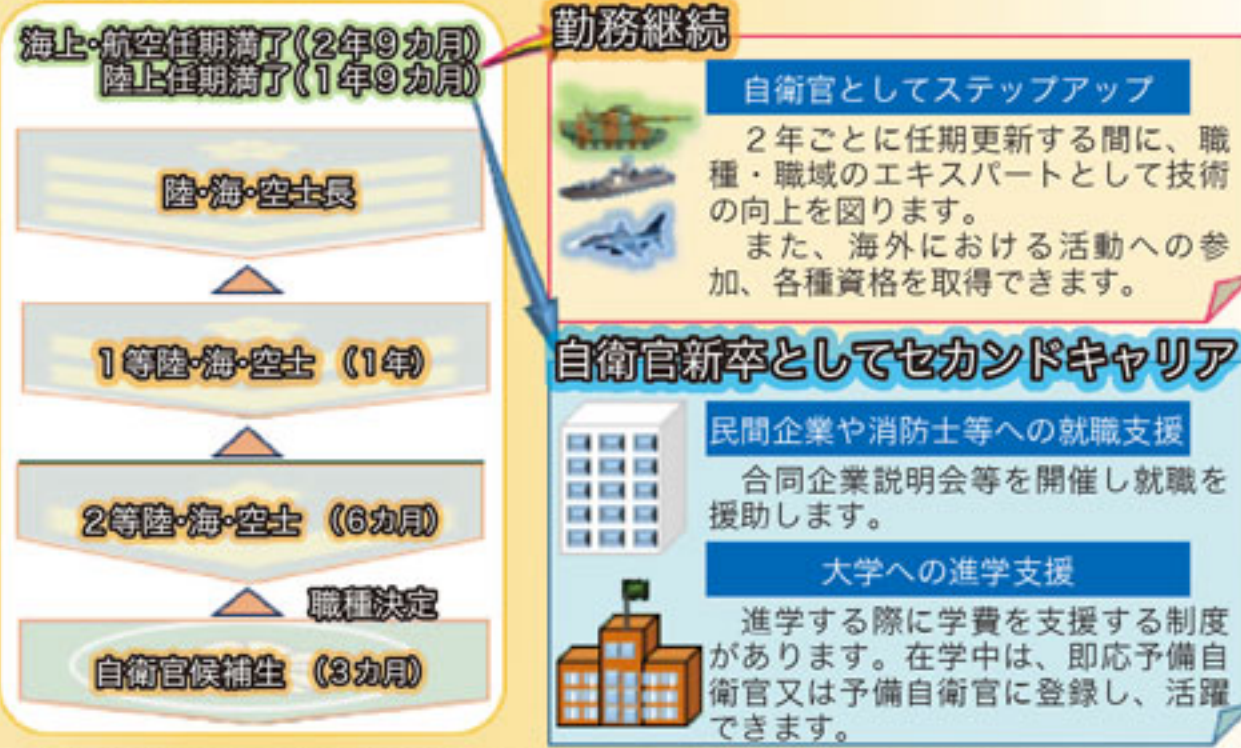 海上・航空任期満了(2年9カ月)
陸上任期満了(1年9カ月)
陸・海・空士長
1等陸・海・空士 (1年)
2等陸・海・空士 (6カ月)
職種決定
自衛官候補生 (3カ月)
勤務継続
自衛官としてステップアップ
2年ごとに任期更新する間に、職
種・職域のエキスパートとして技術
の向上を図ります。
また、海外における活動への参
加、各種資格を取得できます。
自衛官新卒としてセカンドキャリア
民間企業や消防士等への就職支援
合同企業説明会等を開催し就職を
援助します。
大学への進学支援
進学する際に学費を支援する制度
があります。在学中は、即応予備自
衛官又は予備自衛官に登録し、活躍
できます。